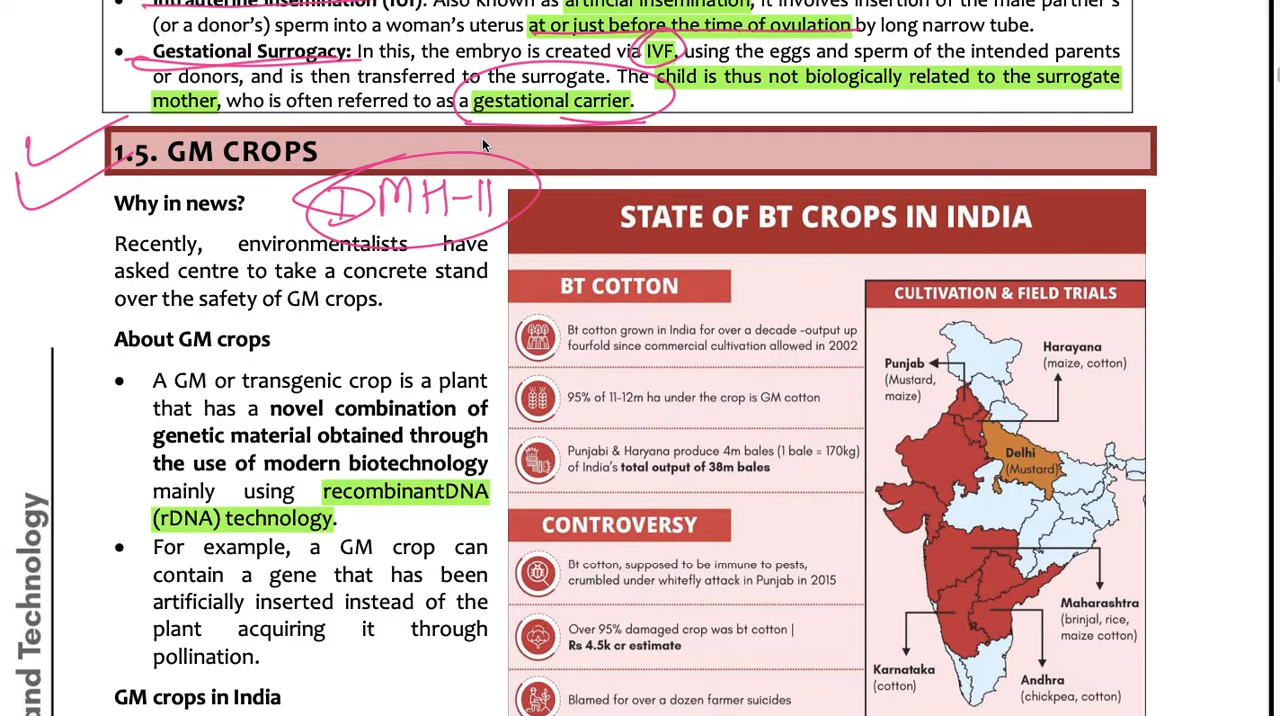 Intrauterine Insemination (IUI): Also known as artificial insemination, it involves insertion of the male partner's
(or a donor's) sperm into a woman's uterus at or just before the time of ovulation by long narrow tube.
• Gestational Surrogacy: In this, the embryo is created via IVF, using the eggs and sperm of the intended parents
or donors, and is then transferred to the surrogate. The child is thus not biologically related to the surrogate
mother, who is often referred to as a gestational carrier.
1.5. GM CROPS
DMH-11
Why in news?
Recently, environmentalists have
asked centre to take a concrete stand
over the safety of GM crops.
About GM crops
• A GM or transgenic crop is a plant
that has a novel combination of
genetic material obtained through
the use of modern biotechnology
mainly using recombinantDNA
(rDNA) technology.
• For example, a GM crop can
contain a gene that has been
artificially inserted instead of the
plant acquiring it through
pollination.
GM crops in India
and Technology
STATE OF BT CROPS IN INDIA
BT COTTON
Bt cotton grown in India for over a decade -output up
fourfold since commercial cultivation allowed in 2002
95% of 11-12m ha under the crop is GM cotton
Punjabi & Haryana produce 4m bales (1 bale = 170kg)
of India's total output of 38m bales
CONTROVERSY
Bt cotton, supposed to be immune to pests,
crumbled under whitefly attack in Punjab in 2015
Over 95% damaged crop was bt cotton |
Rs 4.5k cr estimate
Blamed for over a dozen farmer suicides
CULTIVATION & FIELD TRIALS
Punjab
(Mustard,
maize)
Harayana
(maize, cotton)
Delhi
(Mustard)
Maharashtra
(brinjal, rice,
maize cotton)
Karnataka
(cotton)
Andhra
(chickpea, cotton)